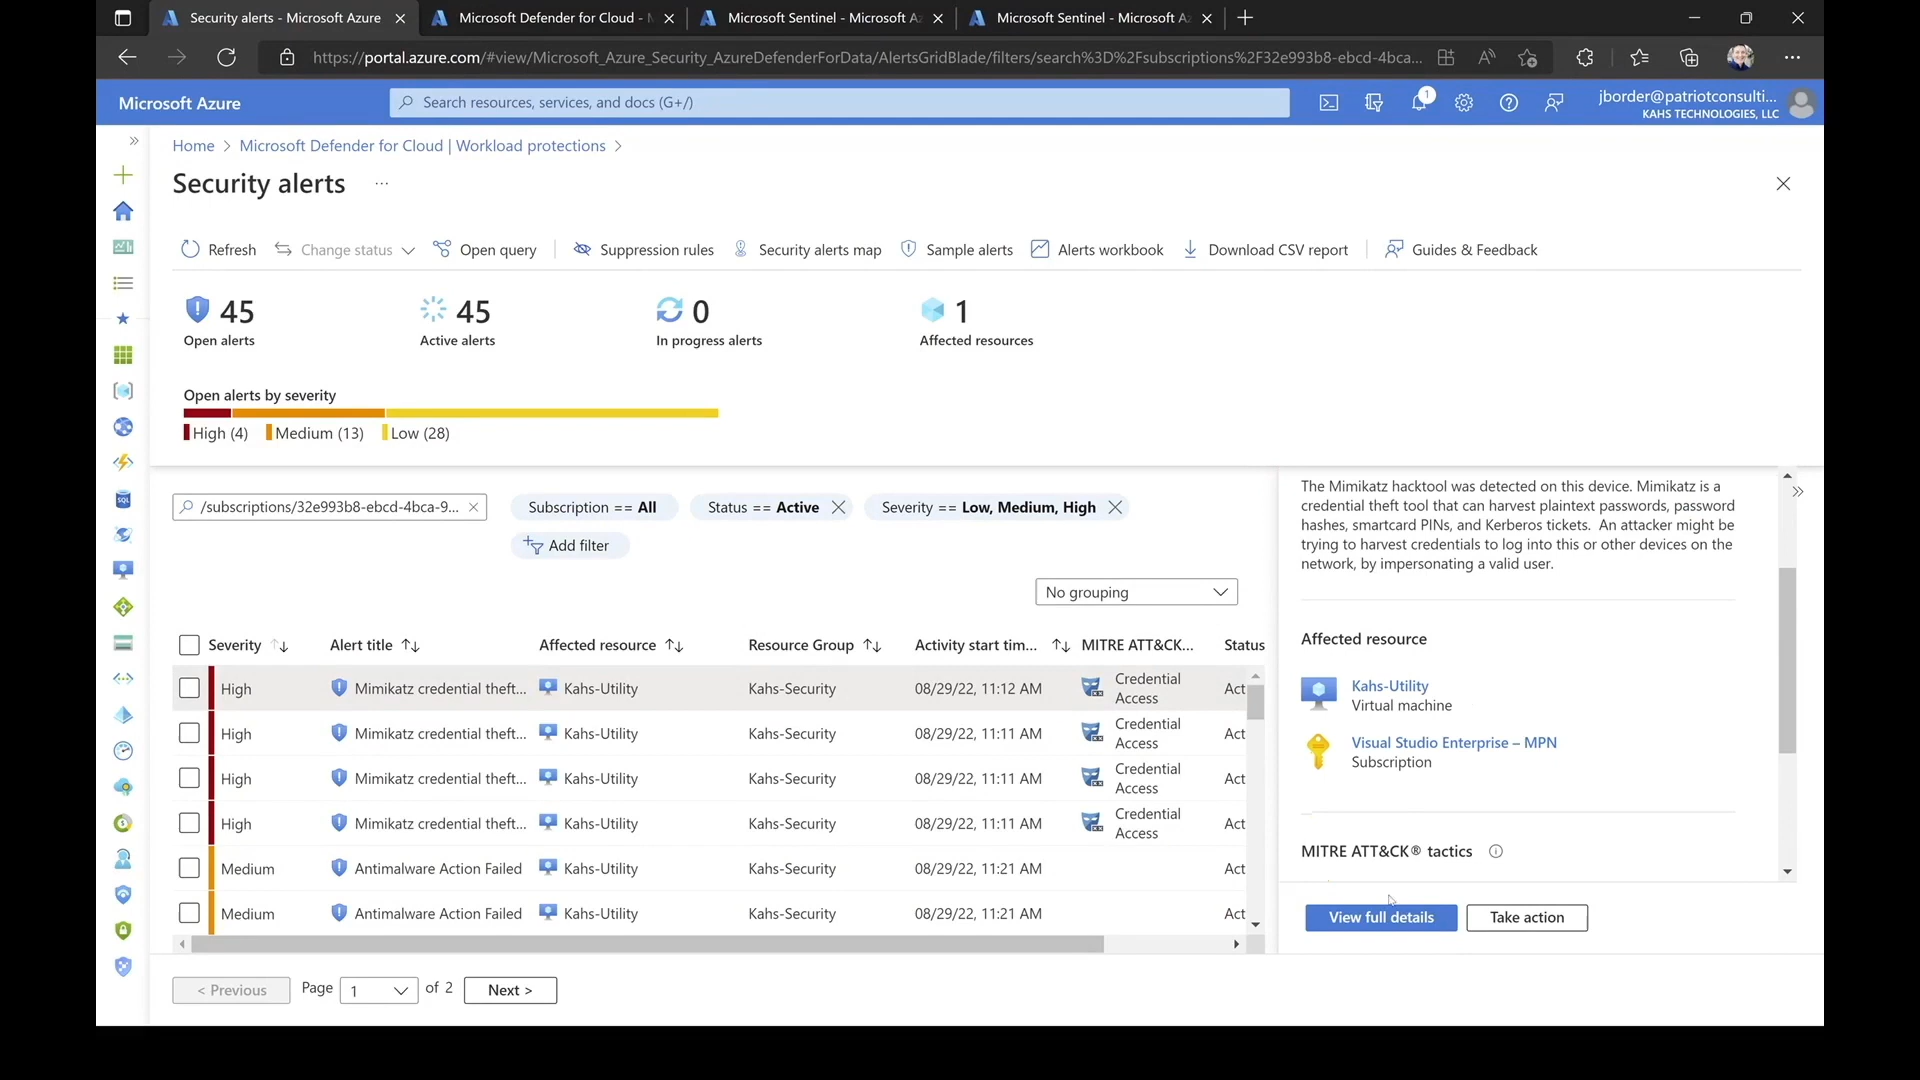 Security alerts - Microsoft Azure
Microsoft Defender for Cloud -
Microsoft Sentinel - Microsoft Az
Microsoft Sentinel - Microsoft Az
https://portal.azure.com/#view/Microsoft_Azure_Security_AzureDefenderForData/AlertsGridBlade/filters/search%3D%2Fsubscriptions%2F32e993b8-ebcd-4bca...
Microsoft Azure
Search resources, services, and docs (G+/)
1
jborder@patriotconsulti...
KAHS TECHNOLOGIES, LLC
Home > Microsoft Defender for Cloud | Workload protections >
Security alerts ...
Refresh Change status Open query Suppression rules Security alerts map Sample alerts Alerts workbook Download CSV report Guides & Feedback
45 45 0 1
Open alerts Active alerts In progress alerts Affected resources
Open alerts by severity
High (4) Medium (13) Low (28)
/subscriptions/32e993b8-ebcd-4bca-9...
Subscription == All Status == Active Severity == Low, Medium, High
Add filter
No grouping
Severity Alert title Affected resource Resource Group Activity start tim... MITRE ATT&CK... Status
High Mimikatz credential theft... Kahs-Utility Kahs-Security 08/29/22, 11:12 AM Credential Access Act
High Mimikatz credential theft... Kahs-Utility Kahs-Security 08/29/22, 11:11 AM Credential Access Act
High Mimikatz credential theft... Kahs-Utility Kahs-Security 08/29/22, 11:11 AM Credential Access Act
High Mimikatz credential theft... Kahs-Utility Kahs-Security 08/29/22, 11:11 AM Credential Access Act
Medium Antimalware Action Failed Kahs-Utility Kahs-Security 08/29/22, 11:21 AM Act
Medium Antimalware Action Failed Kahs-Utility Kahs-Security 08/29/22, 11:21 AM Act
< Previous Page 1 of 2 Next >
The Mimikatz hacktool was detected on this device. Mimikatz is a
credential theft tool that can harvest plaintext passwords, password
hashes, smartcard PINs, and Kerberos tickets. An attacker might be
trying to harvest credentials to log into this or other devices on the
network, by impersonating a valid user.
Affected resource
Kahs-Utility
Virtual machine
Visual Studio Enterprise – MPN
Subscription
MITRE ATT&CK® tactics
View full details Take action